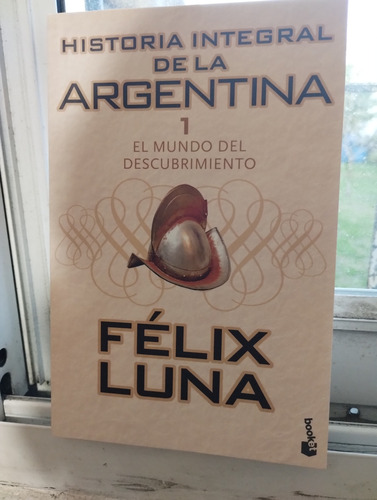 HISTORIA INTEGRAL
DE LA
ARGENTINA
1
EL MUNDO DEL
DESCUBRIMIENTO
FÉLIX
LUNA
booket